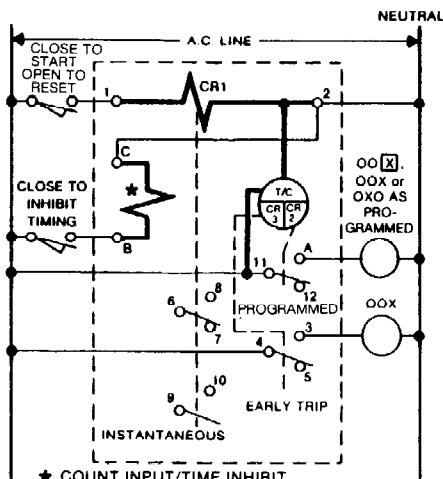 NEUTRAL
A.C. LINE
CLOSE TO
START
OPEN TO
RESET
1
CR1
2
C
T/C
CR
3
CR
2
★
CLOSE TO
INHIBIT
TIMING
B
OO[X],
OOX or
OXO AS
PRO-
GRAMMED
11
A
12
8
6
7
PROGRAMMED
OOX
3
4
5
10
9
EARLY TRIP
INSTANTANEOUS
★ COUNT INPUT/TIME INHIBIT